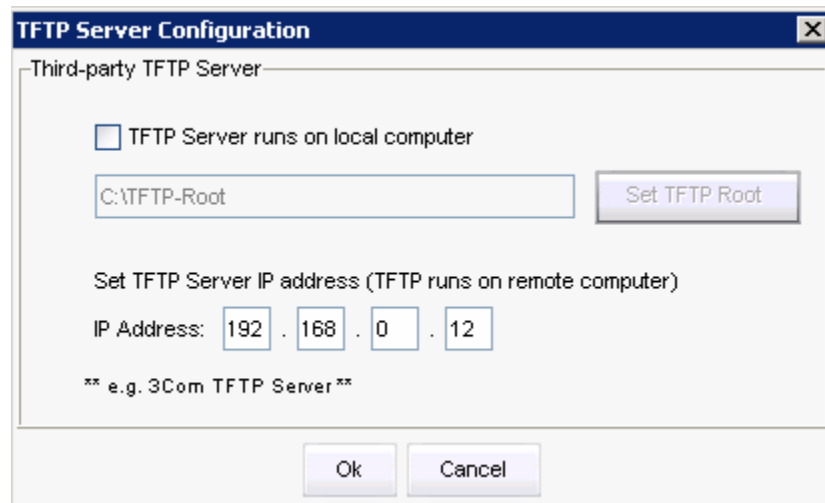 TFTP Server Configuration
Third-party TFTP Server
TFTP Server runs on local computer
C:\TFTP-Root
Set TFTP Root
Set TFTP Server IP address (TFTP runs on remote computer)
IP Address: 192 . 168 . 0 . 12
** e.g. 3Com TFTP Server**
Ok Cancel